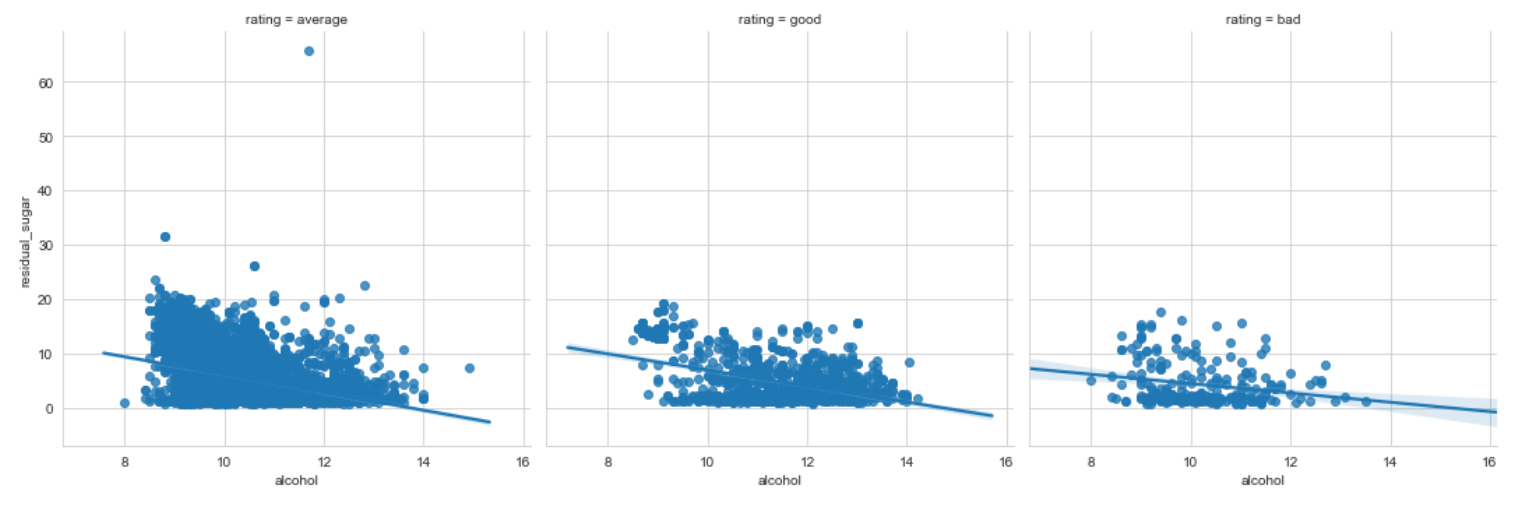 rating = average
rating = good
rating = bad
residual_sugar
60
50
40
30
20
10
0
8 10 12 14 16
8 10 12 14 16
8 10 12 14 16
alcohol
alcohol
alcohol